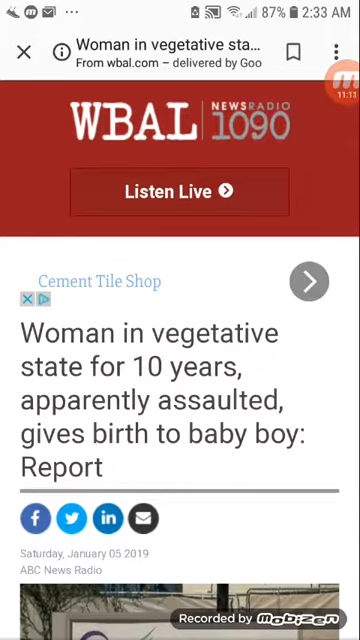 87% 2:33 AM
Woman in vegetative sta...
From wbal.com – delivered by Goo
11:11
WBAL NEWSRADIO 1090
Listen Live
Cement Tile Shop
Woman in vegetative
state for 10 years,
apparently assaulted,
gives birth to baby boy:
Report
Saturday, January 05 2019
ABC News Radio
Recorded by Mobizen